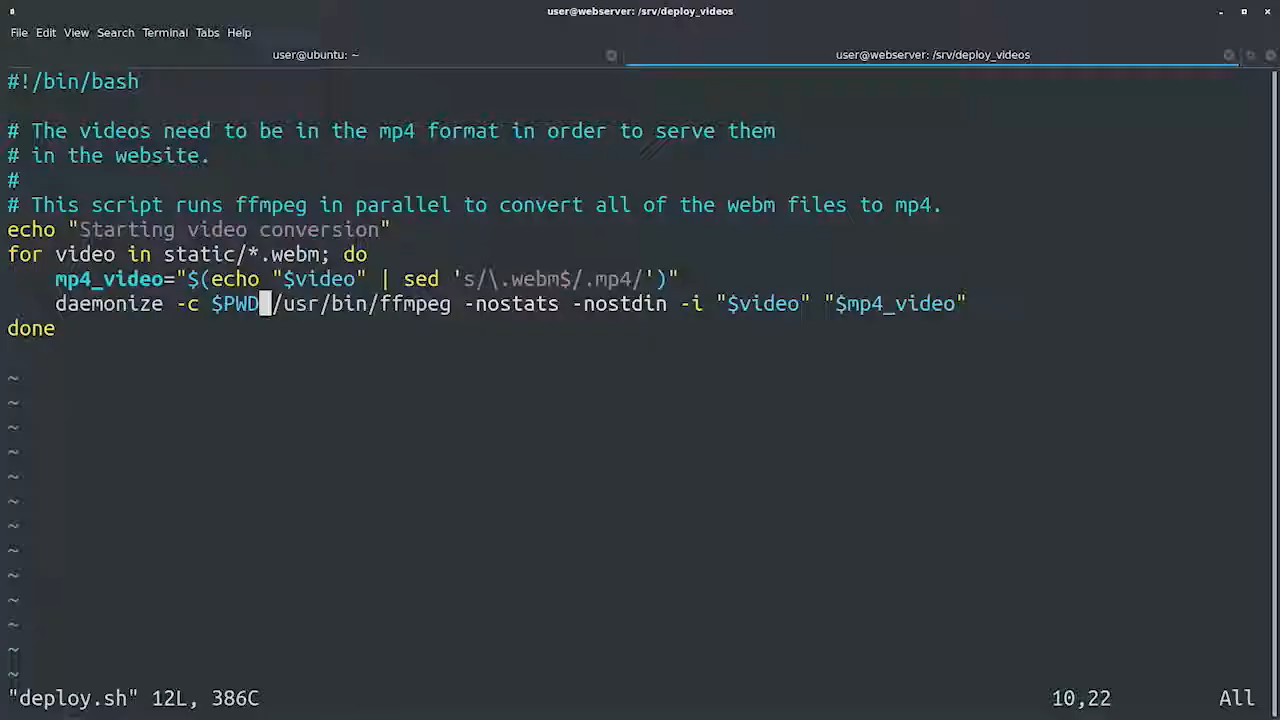 user@webserver: /srv/deploy_videos
File Edit View Search Terminal Tabs Help
user@ubuntu: ~ user@webserver: /srv/deploy_videos
#!/bin/bash
# The videos need to be in the mp4 format in order to serve them
# in the website.
#
# This script runs ffmpeg in parallel to convert all of the webm files to mp4.
echo "Starting video conversion"
for video in static/*.webm; do
    mp4_video="$(echo "$video" | sed 's/\.webm$/.mp4/')"
    daemonize -c $PWD /usr/bin/ffmpeg -nostats -nostdin -i "$video" "$mp4_video"
done
~
~
~
~
~
~
~
~
~
~
~
~
~
"deploy.sh" 12L, 386C 10,22 All